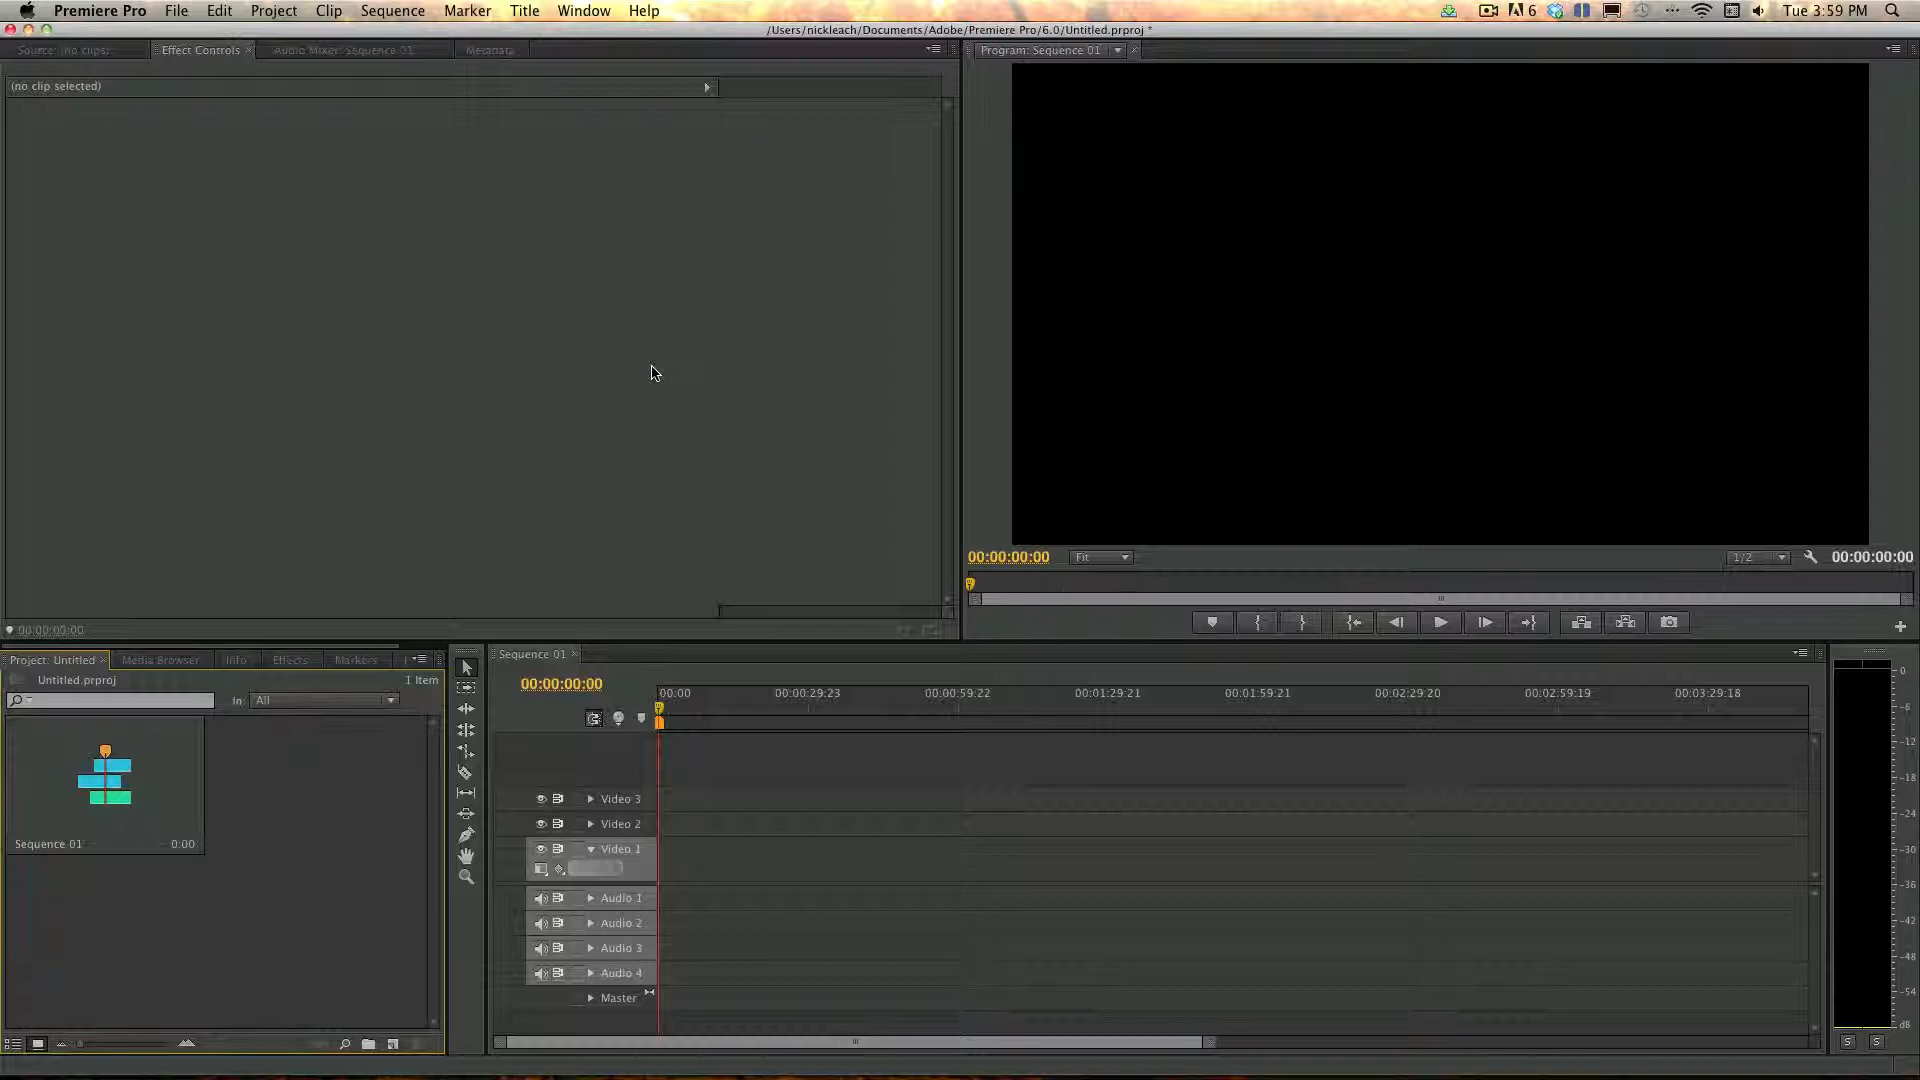 Premiere Pro File Edit Project Clip Sequence Marker Title Window Help 6 Tue 3:59 PM
/Users/nickleach/Documents/Adobe/Premiere Pro/6.0/Untitled.prproj *
Source: (no clips) Effect Controls Audio Mixer: Sequence 01 Metadata Program: Sequence 01
(no clip selected)
00:00:00:00 Fit 1/2 00:00:00:00
00:00:00:00
Project: Untitled Media Browser Info Effects Markers Sequence 01
Untitled.prproj 1 Item
In: All
00:00:00:00
00:00 00:00:29:23 00:00:59:22 00:01:29:21 00:01:59:21 00:02:29:20 00:02:59:19 00:03:29:18
Sequence 01 0:00
Video 3
Video 2
Video 1
Audio 1
Audio 2
Audio 3
Audio 4
Master
0
-6
-12
-18
-24
-30
-36
-42
-48
-54
dB
S S